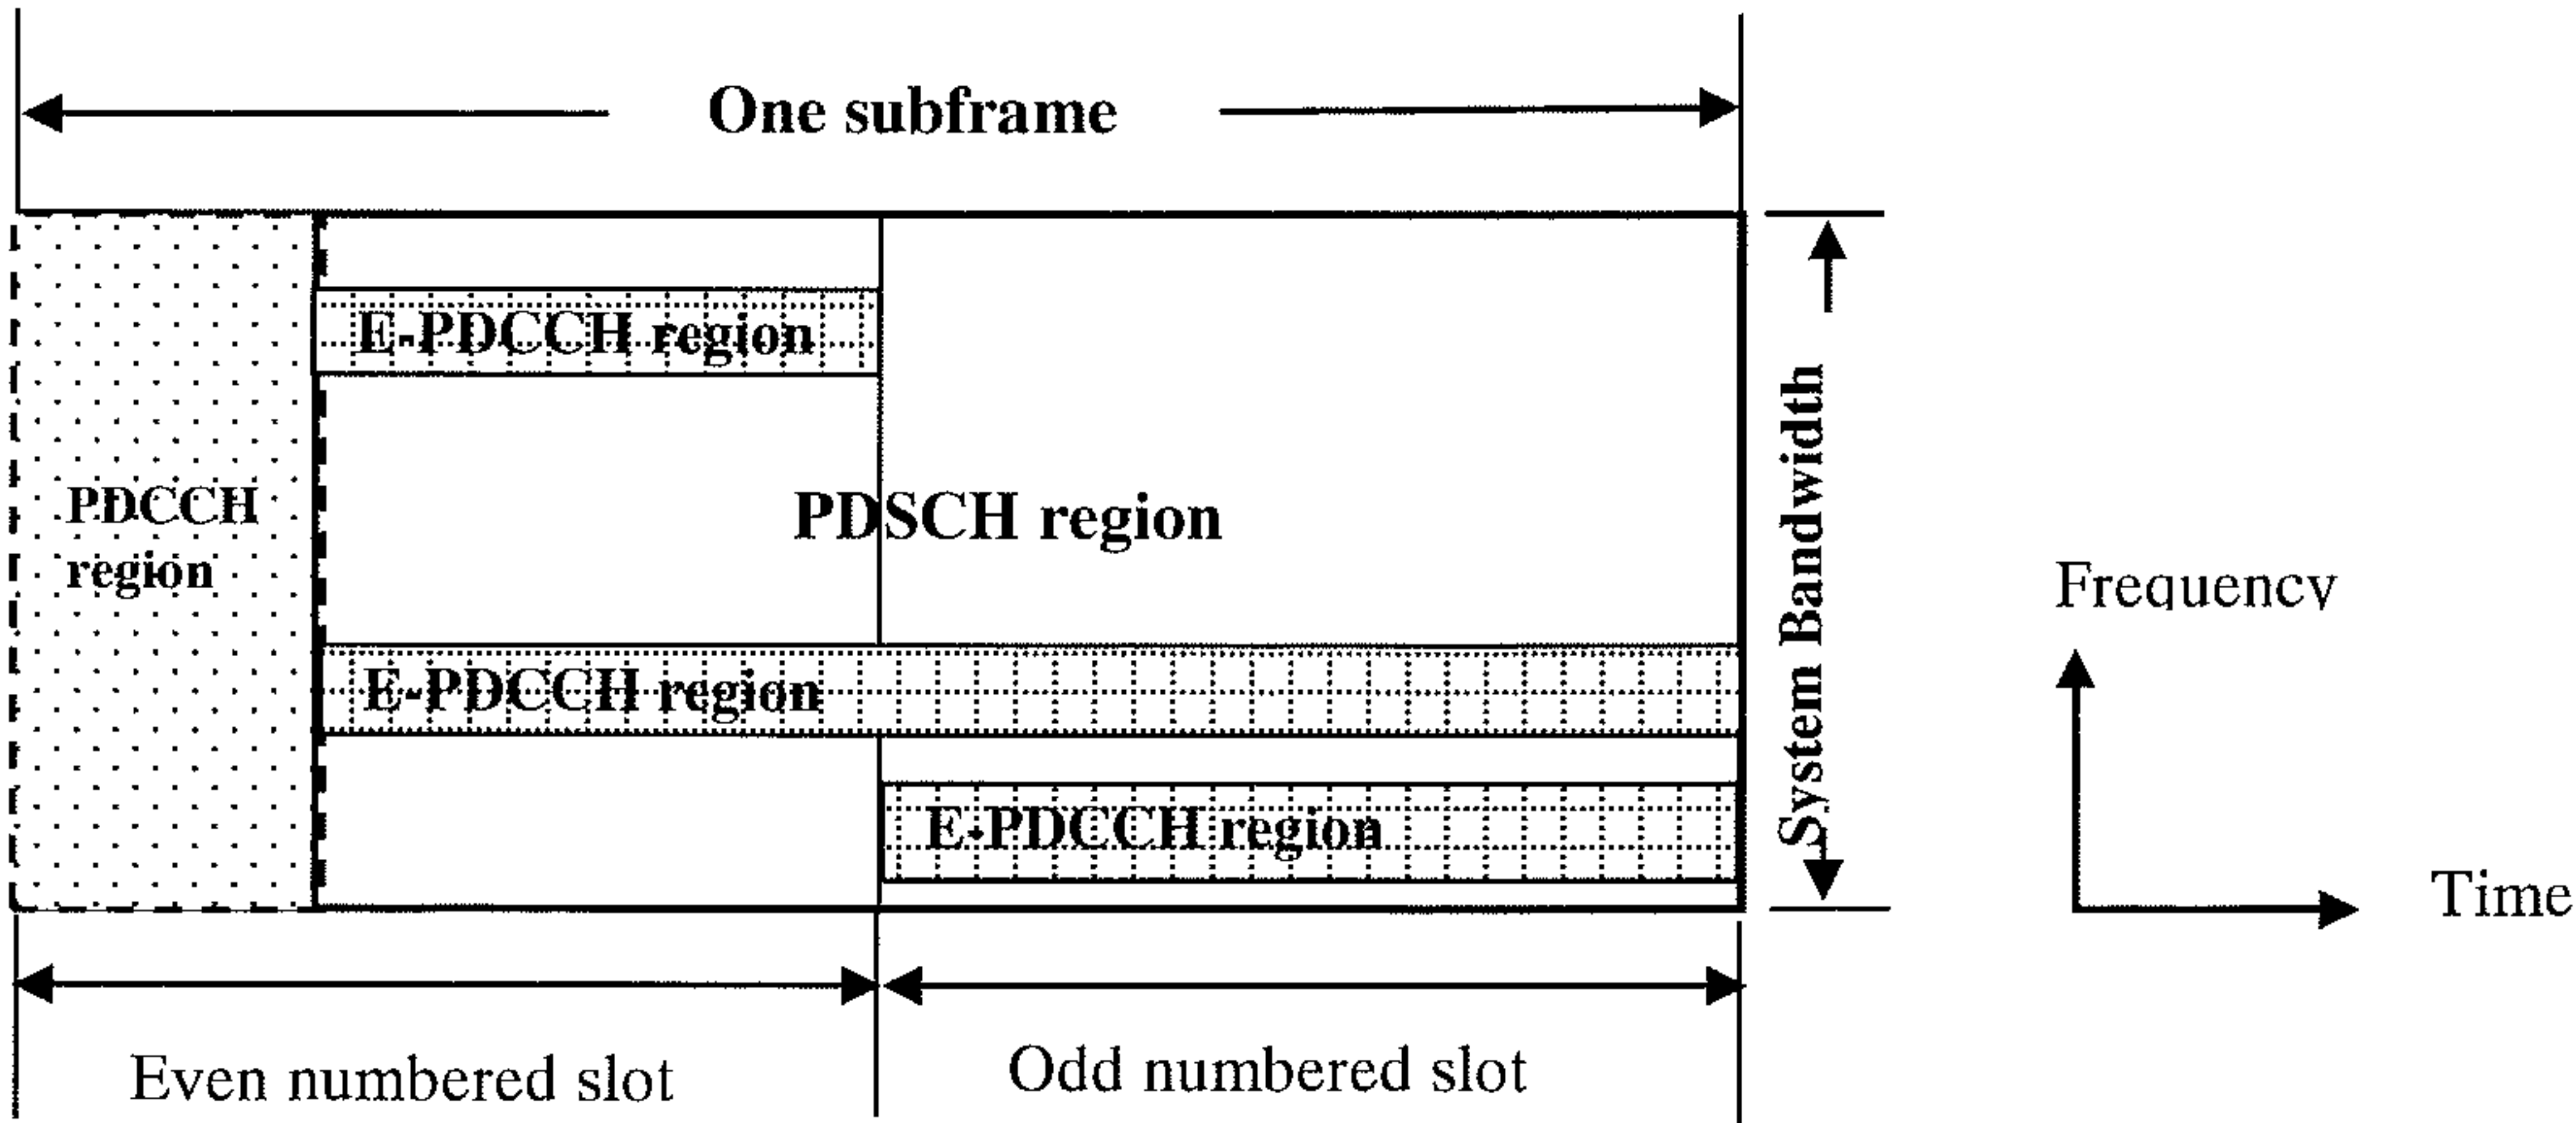 One subframe
E-PDCCH region
PDCCH
region
PDSCH region
E-PDCCH region
E-PDCCH region
System Bandwidth
Frequency
Time
Even numbered slot
Odd numbered slot